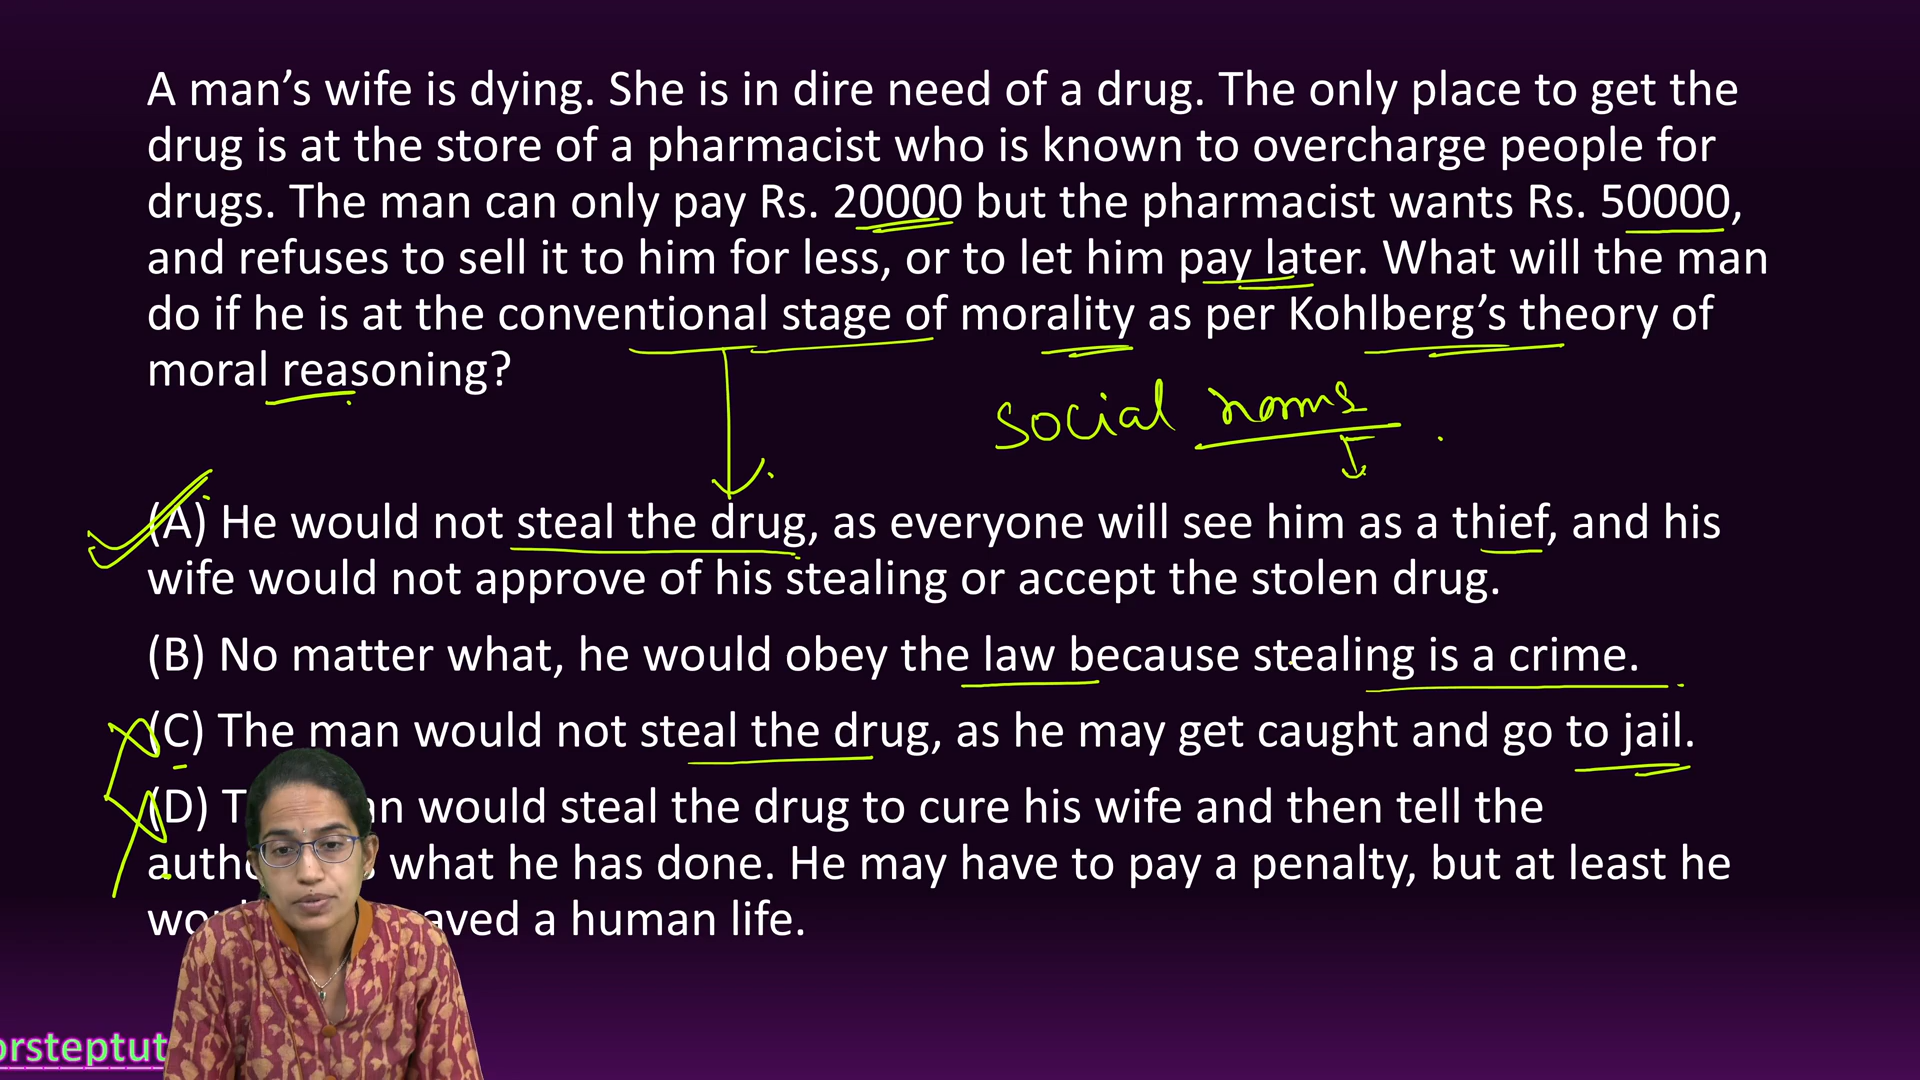 A man’s wife is dying. She is in dire need of a drug. The only place to get the
drug is at the store of a pharmacist who is known to overcharge people for
drugs. The man can only pay Rs. 20000 but the pharmacist wants Rs. 50000,
and refuses to sell it to him for less, or to let him pay later. What will the man
do if he is at the conventional stage of morality as per Kohlberg’s theory of
moral reasoning?
social norms
(A) He would not steal the drug, as everyone will see him as a thief, and his
wife would not approve of his stealing or accept the stolen drug.
(B) No matter what, he would obey the law because stealing is a crime.
(C) The man would not steal the drug, as he may get caught and go to jail.
(D) would steal the drug to cure his wife and then tell the
what he has done. He may have to pay a penalty, but at least he
a human life.